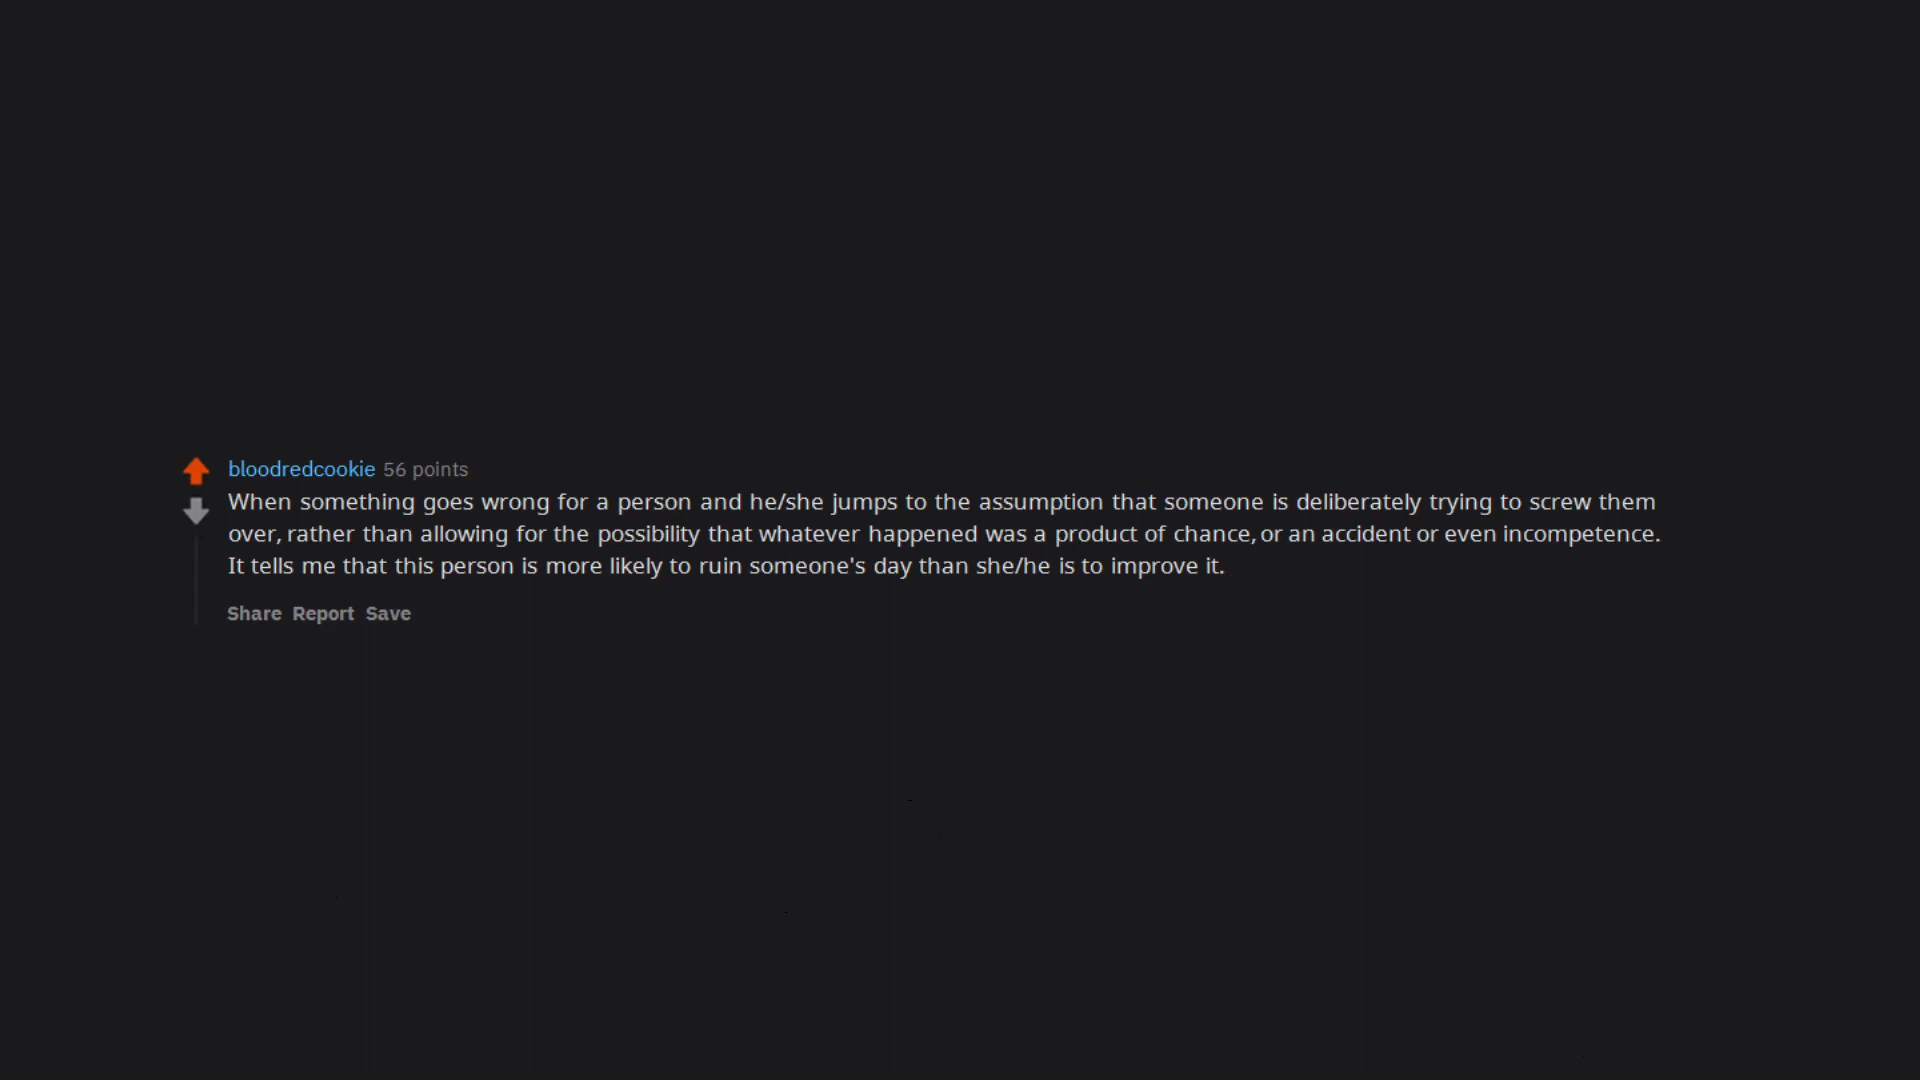 bloodredcookie 56 points
When something goes wrong for a person and he/she jumps to the assumption that someone is deliberately trying to screw them
over, rather than allowing for the possibility that whatever happened was a product of chance, or an accident or even incompetence.
It tells me that this person is more likely to ruin someone's day than she/he is to improve it.
Share Report Save